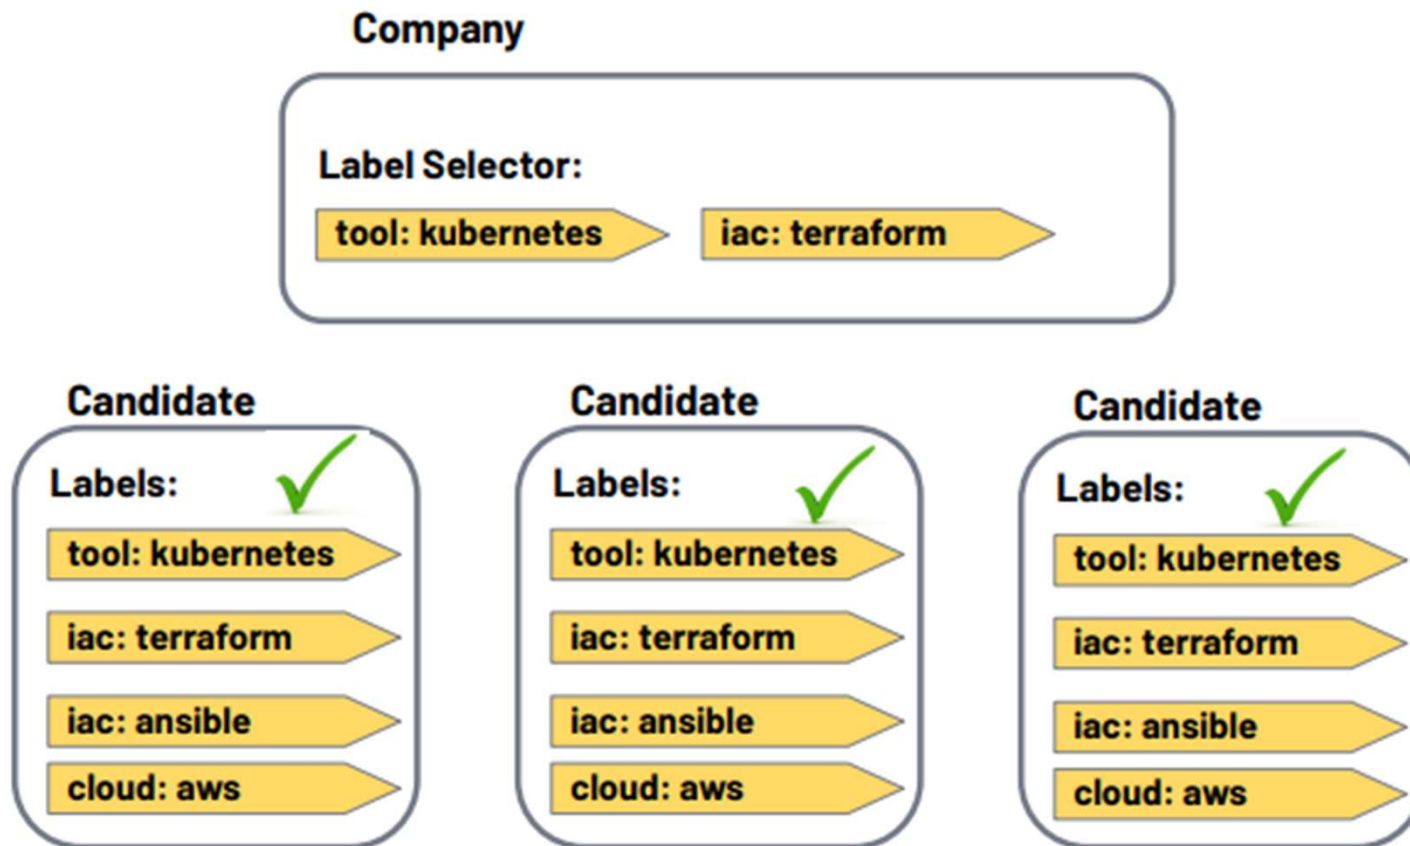 Company
Label Selector:
tool: kubernetes iac: terraform
Candidate Candidate Candidate
Labels: Labels: Labels:
tool: kubernetes tool: kubernetes tool: kubernetes
iac: terraform iac: terraform iac: terraform
iac: ansible iac: ansible iac: ansible
cloud: aws cloud: aws cloud: aws